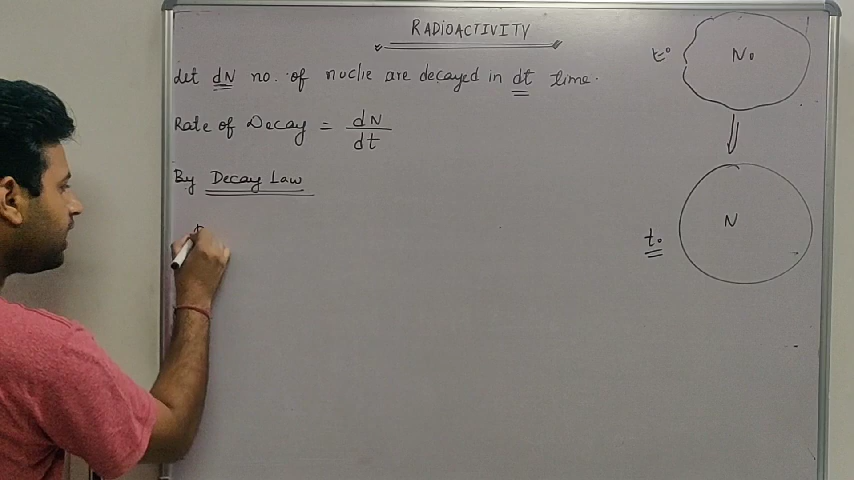 RADIOACTIVITY
Let dN no. of nuclie are decayed in dt time.
Rate of Decay = dN/dt
By Decay Law
t° N₀
t₀ N